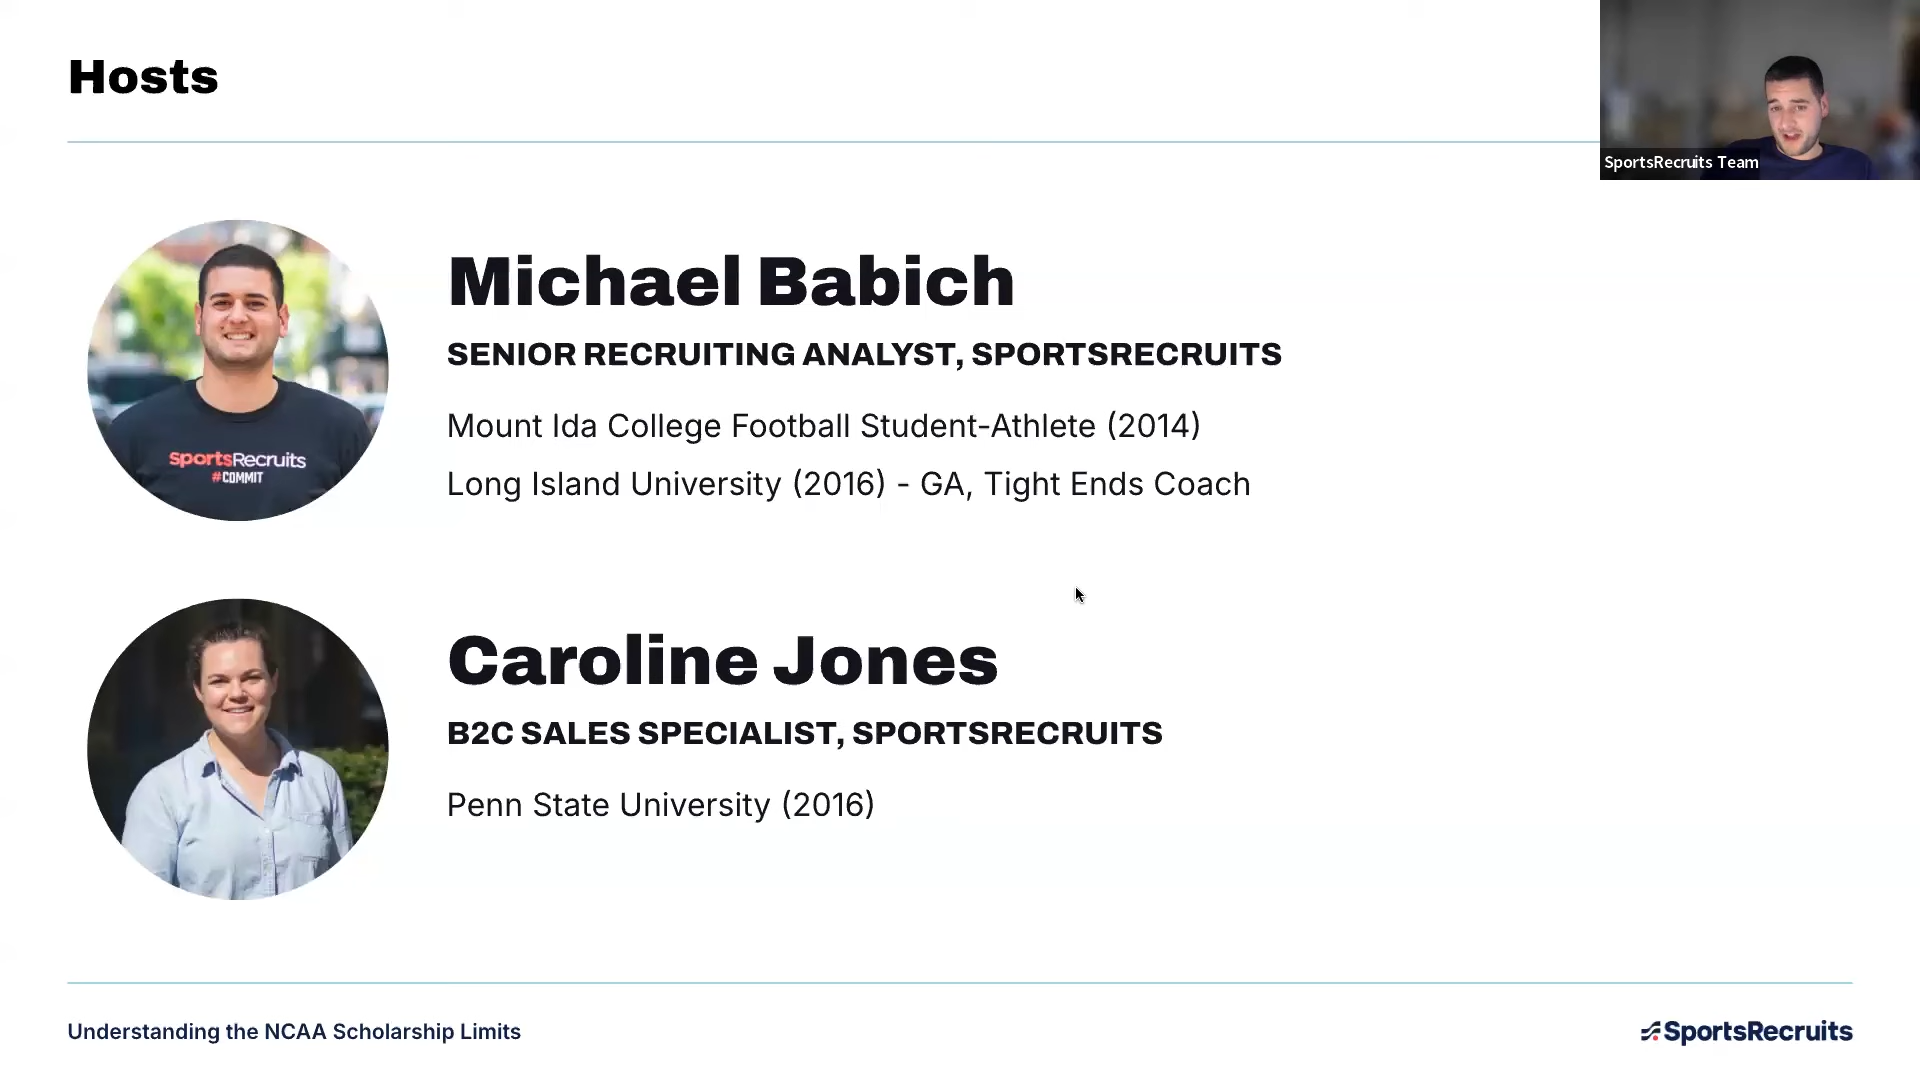 Hosts
SportsRecruits Team
Michael Babich
SENIOR RECRUITING ANALYST, SPORTSRECRUITS
Mount Ida College Football Student-Athlete (2014)
Long Island University (2016) - GA, Tight Ends Coach
sportsRecruits
#COMMIT
Caroline Jones
B2C SALES SPECIALIST, SPORTSRECRUITS
Penn State University (2016)
Understanding the NCAA Scholarship Limits
SportsRecruits